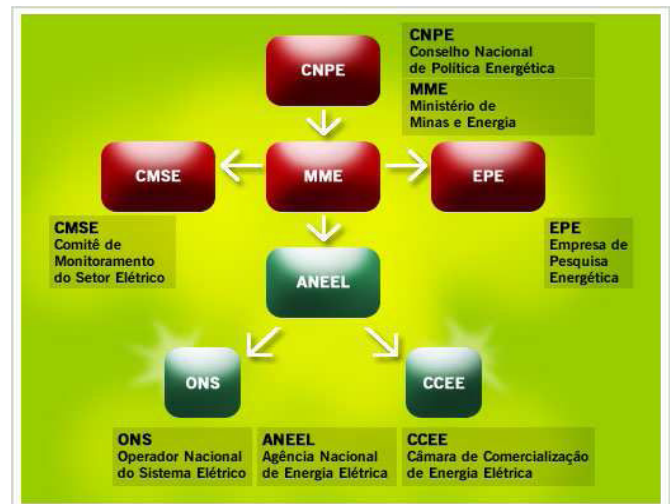 CNPE
CNPE
Conselho Nacional
de Política Energética
MME
Ministério de
Minas e Energia
CMSE
MME
EPE
CMSE
Comitê de
Monitoramento
do Setor Elétrico
EPE
Empresa de
Pesquisa
Energética
ANEEL
ONS
CCEE
ONS
Operador Nacional
do Sistema Elétrico
ANEEL
Agência Nacional
de Energia Elétrica
CCEE
Câmara de Comercialização
de Energia Elétrica